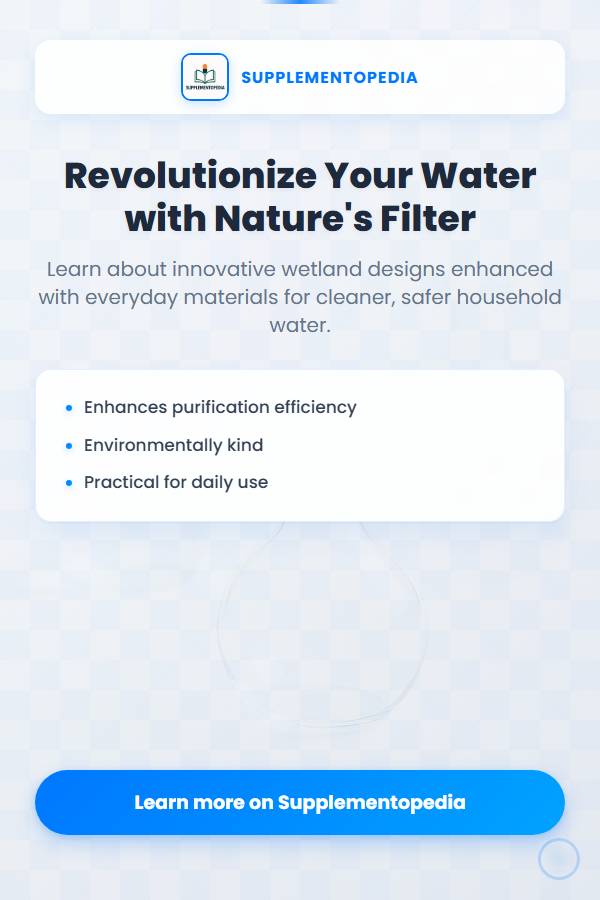 SUPPLEMENTOPEDIA
SUPPLEMENTOPEDIA
Revolutionize Your Water
with Nature's Filter
Learn about innovative wetland designs enhanced
with everyday materials for cleaner, safer household
water.
Enhances purification efficiency
Environmentally kind
Practical for daily use
Learn more on Supplementopedia